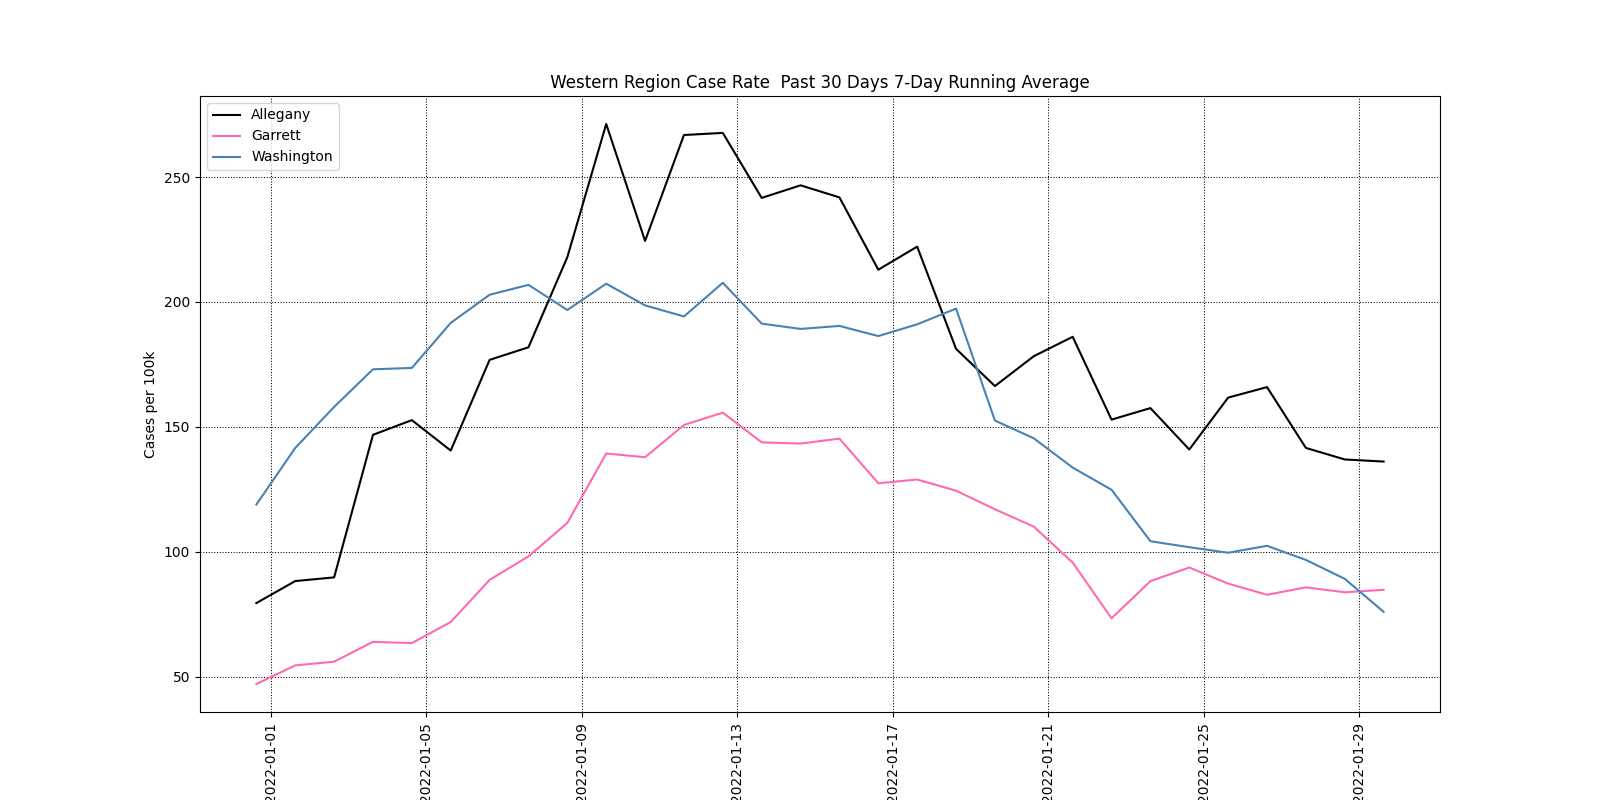 Western Region Case Rate  Past 30 Days 7-Day Running Average
Allegany
Garrett
Washington
250
200
150
100
50
Cases per 100k
2022-01-01
2022-01-05
2022-01-09
2022-01-13
2022-01-17
2022-01-21
2022-01-25
2022-01-29